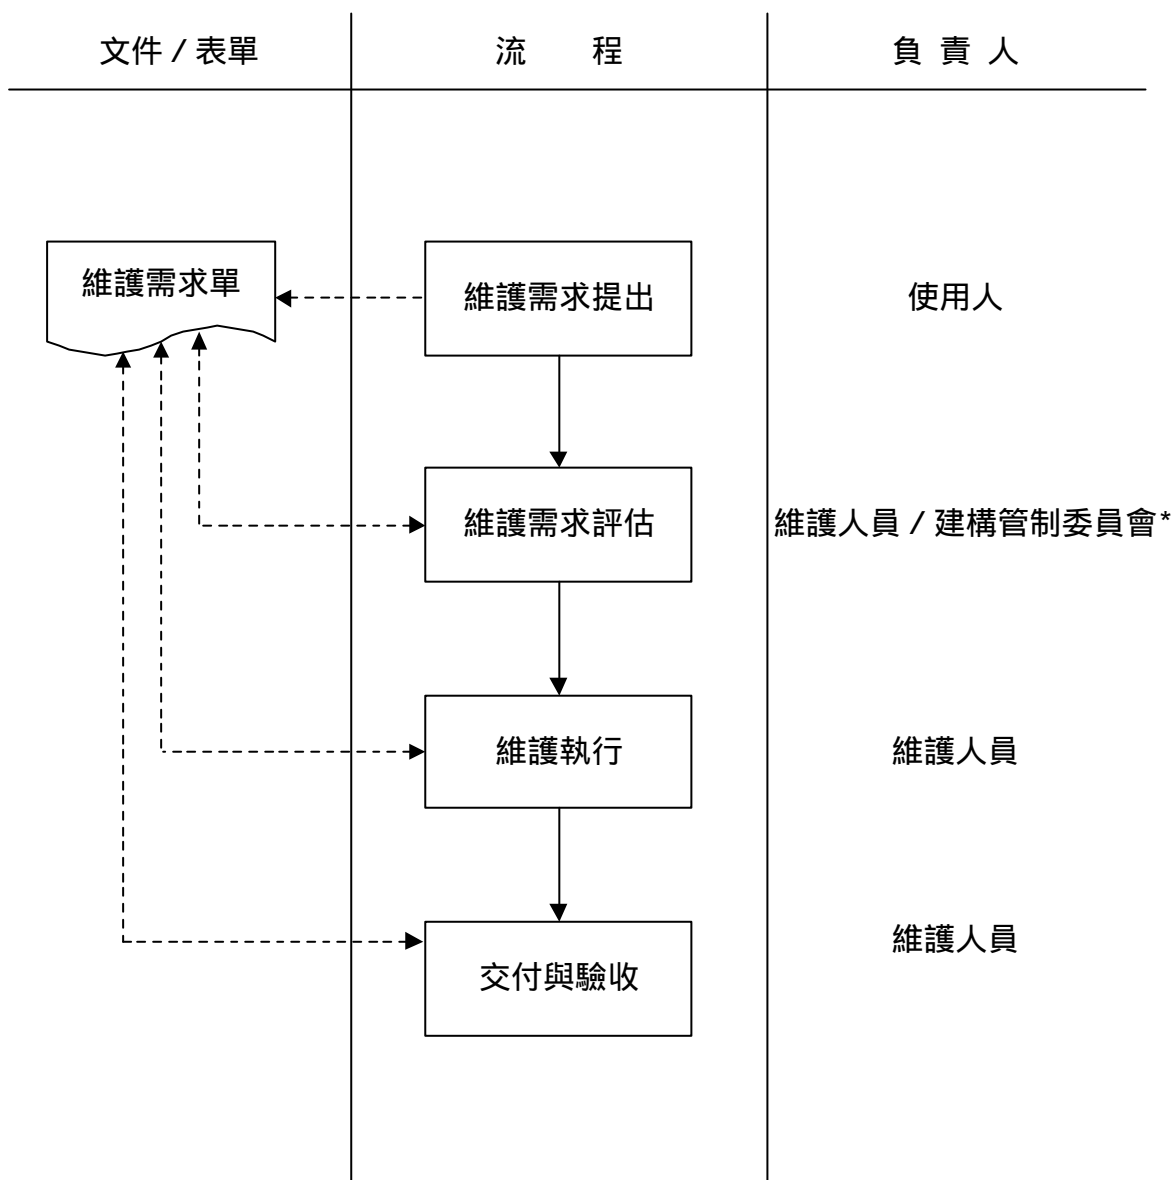 文件 / 表單
流 程
負 責 人
維護需求單
維護需求提出
使用人
維護需求評估
維護人員 / 建構管制委員會*
維護執行
維護人員
交付與驗收
維護人員